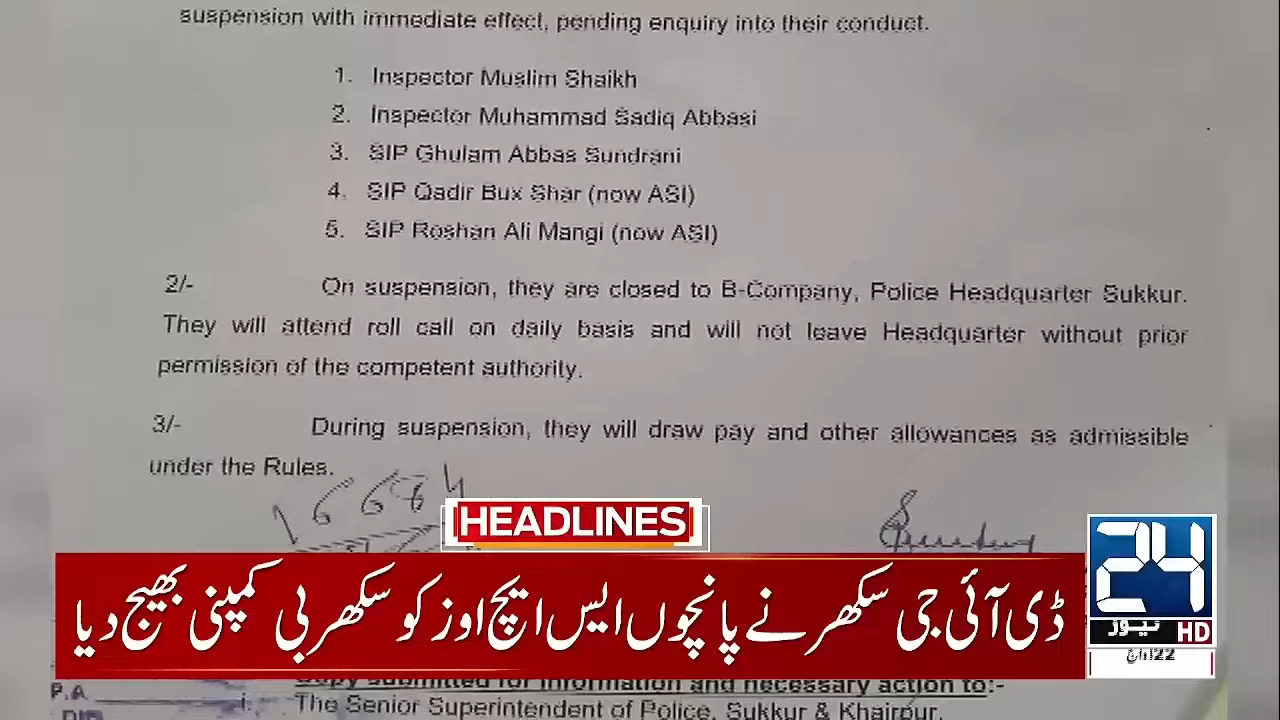 suspension with immediate effect, pending enquiry into their conduct.
1. Inspector Muslim Shaikh
2. Inspector Muhammad Sadiq Abbasi
3. SIP Ghulam Abbas Sundrani
4. SIP Qadir Bux Shar (now ASI)
5. SIP Roshan Ali Mangi (now ASI)
2/- On suspension, they are closed to B-Company, Police Headquarter Sukkur.
They will attend roll call on daily basis and will not leave Headquarter without prior
permission of the competent authority.
3/- During suspension, they will draw pay and other allowances as admissible
under the Rules.
HEADLINES
ڈی آئی جی سکھر نے پانچوں ایس ایچ اوز کو سکھر بی کمپنی بھیج دیا
24
نیوز HD
P.A
Copy submitted for information and necessary action to:-
i. The Senior Superintendent of Police, Sukkur & Khairpur.